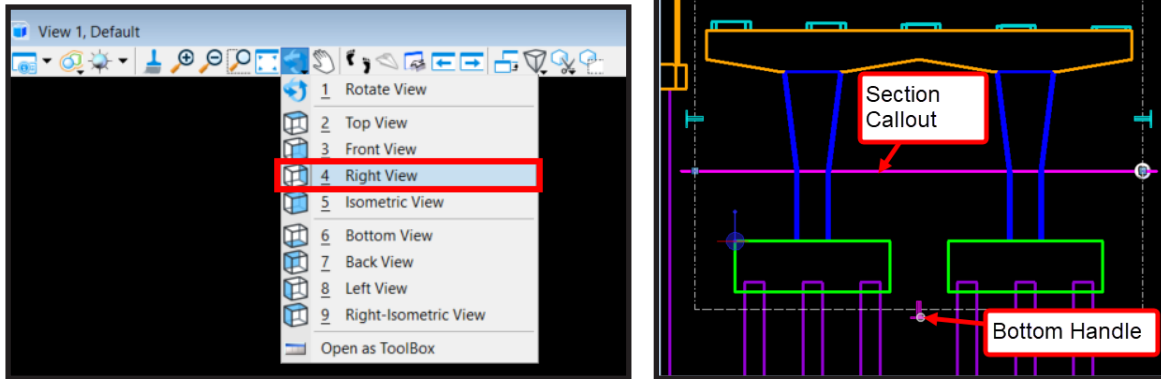 View 1, Default
1 Rotate View
2 Top View
3 Front View
4 Right View
5 Isometric View
6 Bottom View
7 Back View
8 Left View
9 Right-Isometric View
Open as ToolBox
Section
Callout
Bottom Handle